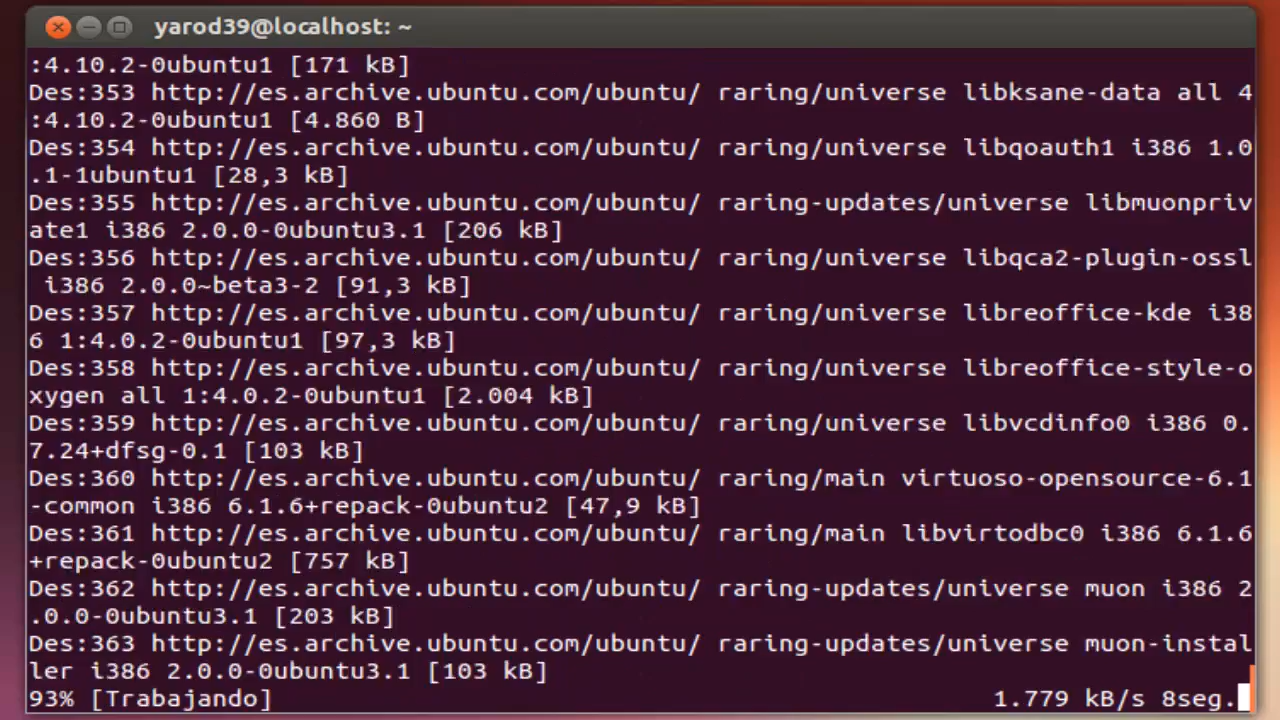 yarod39@localhost: ~
:4.10.2-0ubuntu1 [171 kB]
Des:353 http://es.archive.ubuntu.com/ubuntu/ raring/universe libksane-data all 4
:4.10.2-0ubuntu1 [4.860 B]
Des:354 http://es.archive.ubuntu.com/ubuntu/ raring/universe libqoauth1 i386 1.0
.1-1ubuntu1 [28,3 kB]
Des:355 http://es.archive.ubuntu.com/ubuntu/ raring-updates/universe libmuonpriv
ate1 i386 2.0.0-0ubuntu3.1 [206 kB]
Des:356 http://es.archive.ubuntu.com/ubuntu/ raring/universe libqca2-plugin-ossl
 i386 2.0.0~beta3-2 [91,3 kB]
Des:357 http://es.archive.ubuntu.com/ubuntu/ raring/universe libreoffice-kde i38
6 1:4.0.2-0ubuntu1 [97,3 kB]
Des:358 http://es.archive.ubuntu.com/ubuntu/ raring/universe libreoffice-style-o
xygen all 1:4.0.2-0ubuntu1 [2.004 kB]
Des:359 http://es.archive.ubuntu.com/ubuntu/ raring/universe libvcdinfo0 i386 0.
7.24+dfsg-0.1 [103 kB]
Des:360 http://es.archive.ubuntu.com/ubuntu/ raring/main virtuoso-opensource-6.1
-common i386 6.1.6+repack-0ubuntu2 [47,9 kB]
Des:361 http://es.archive.ubuntu.com/ubuntu/ raring/main libvirtodbc0 i386 6.1.6
+repack-0ubuntu2 [757 kB]
Des:362 http://es.archive.ubuntu.com/ubuntu/ raring-updates/universe muon i386 2
.0.0-0ubuntu3.1 [203 kB]
Des:363 http://es.archive.ubuntu.com/ubuntu/ raring-updates/universe muon-instal
ler i386 2.0.0-0ubuntu3.1 [103 kB]
93% [Trabajando] 1.779 kB/s 8seg.